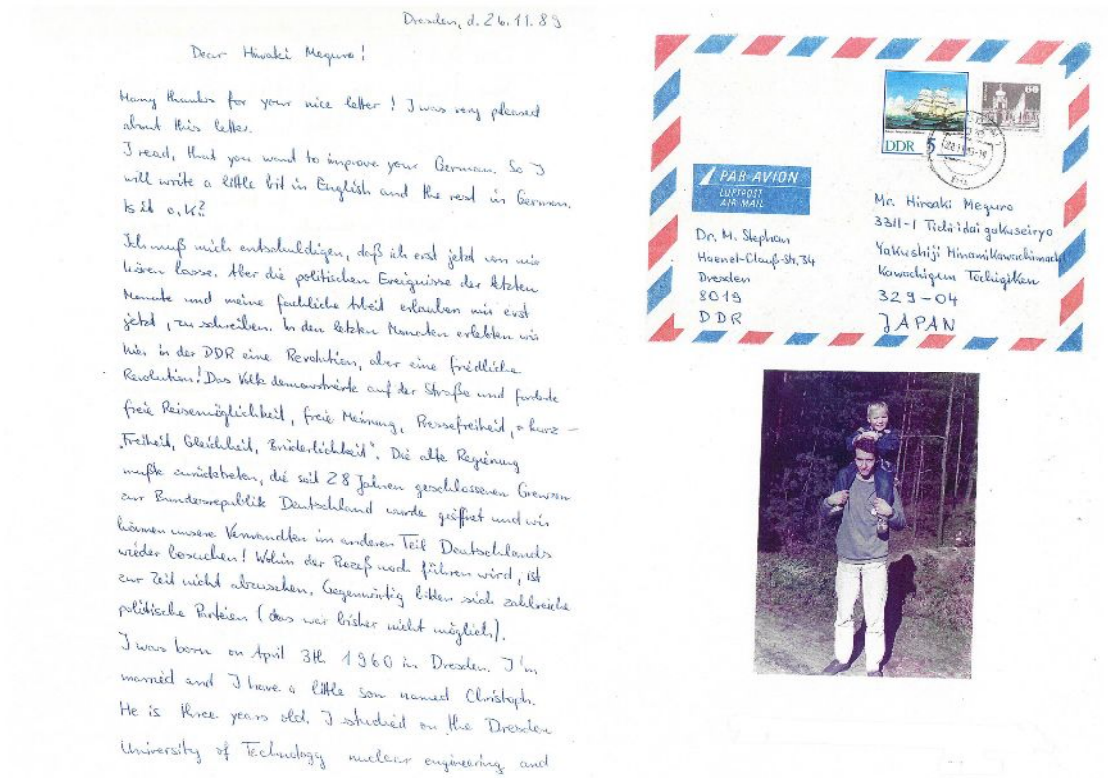 Dresden, d. 26.11.89
Dear Hiroaki Meguro!
Many thanks for your nice letter! I was very pleased
about this letter.
I read, that you want to improve your German. So I
will write a little bit in English and the rest in German.
Is it o.K.?
Ich muß mich entschuldigen, daß ich erst jetzt von mir
hören lasse. Aber die politischen Ereignisse der letzten
Monate und meine fachliche Arbeit erlauben mir erst
jetzt, zu schreiben. In den letzten Monaten erlebten wir
hier in der DDR eine Revolution, aber eine friedliche
Revolution! Das Volk demonstrierte auf der Straße und forderte
freie Reisemöglichkeit, freie Meinung, Pressefreiheit, kurz –
„Freiheit, Gleichheit, Brüderlichkeit". Die alte Regierung
mußte zurücktreten, die seit 28 Jahren geschlossenen Grenzen
zur Bundesrepublik Deutschland wurde geöffnet und wir
können unsere Verwandten im anderen Teil Deutschlands
wieder besuchen! Wohin der Prozeß noch führen wird, ist
zur Zeit nicht abzusehen. Gegenwärtig bilden sich zahlreiche
politische Parteien (das war bisher nicht möglich).
I was born on April 3th 1960 in Dresden. I'm
married and I have a little son named Christoph.
He is three years old. I studied on the Dresden
University of Technology nuclear engineering and
DDR 5
60
PAR AVION
LUFTPOST
AIR MAIL
Dr. M. Stephan
Haenel-Clauß-Str. 34
Dresden
8019
DDR
Mr. Hiroaki Meguro
3311-1 Tidiidai gakuseiryo
Yakushiji Minamikawachimachi
Kawachigun Tochigiken
329-04
JAPAN